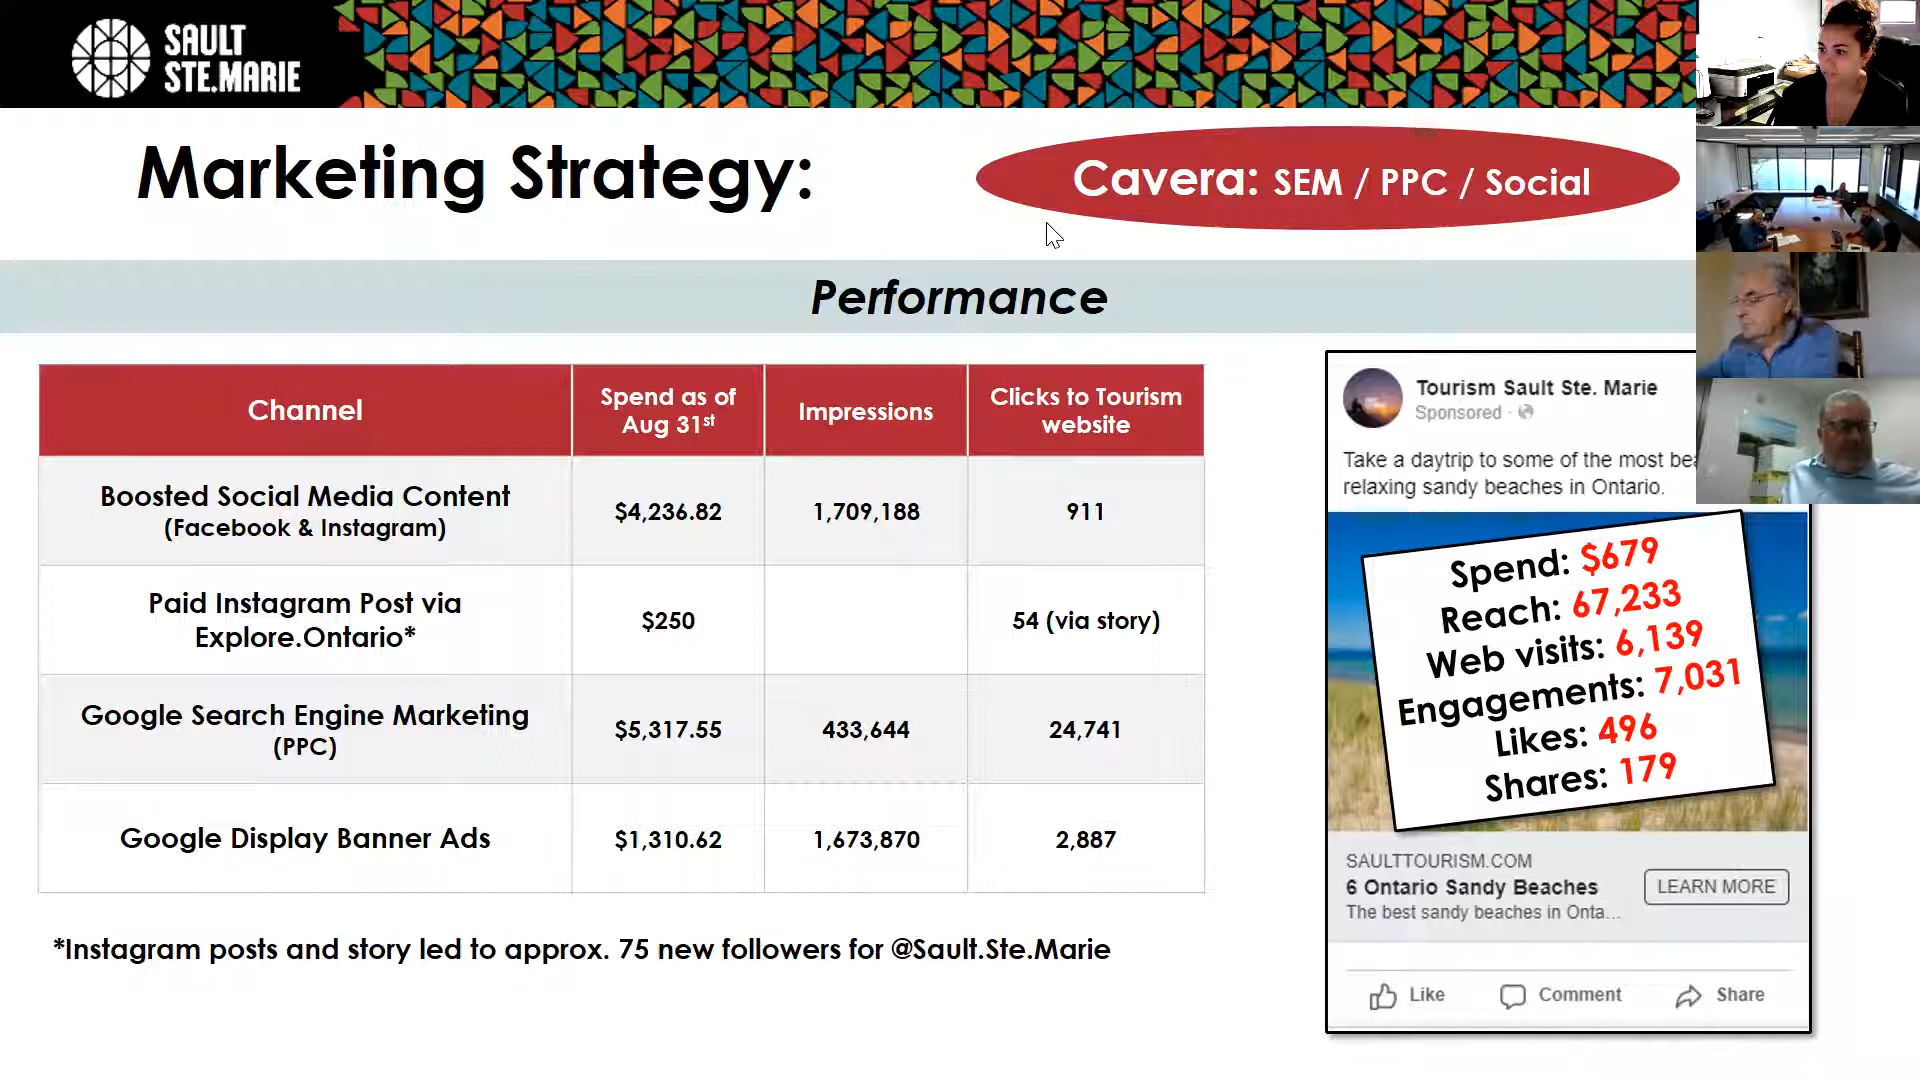 SAULT
STE.MARIE
Marketing Strategy:
Cavera: SEM / PPC / Social
Performance
Channel
Spend as of
Aug 31st
Impressions
Clicks to Tourism
website
Boosted Social Media Content
(Facebook & Instagram)
$4,236.82
1,709,188
911
Paid Instagram Post via
Explore.Ontario*
$250
54 (via story)
Google Search Engine Marketing
(PPC)
$5,317.55
433,644
24,741
Google Display Banner Ads
$1,310.62
1,673,870
2,887
*Instagram posts and story led to approx. 75 new followers for @Sault.Ste.Marie
Tourism Sault Ste. Marie
Sponsored ·
Take a daytrip to some of the most
relaxing sandy beaches in Ontario.
Spend: $679
Reach: 67,233
Web visits: 6,139
Engagements: 7,031
Likes: 496
Shares: 179
SAULTTOURISM.COM
6 Ontario Sandy Beaches
The best sandy beaches in Onta...
LEARN MORE
Like
Comment
Share